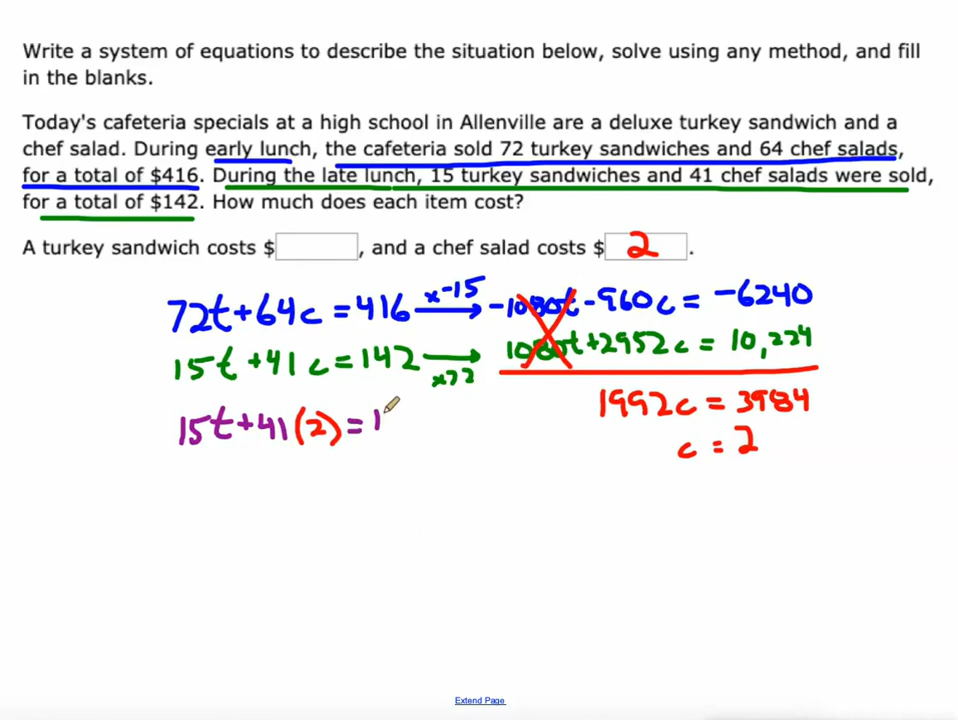 Write a system of equations to describe the situation below, solve using any method, and fill
in the blanks.
Today's cafeteria specials at a high school in Allenville are a deluxe turkey sandwich and a
chef salad. During early lunch, the cafeteria sold 72 turkey sandwiches and 64 chef salads,
for a total of $416. During the late lunch, 15 turkey sandwiches and 41 chef salads were sold,
for a total of $142. How much does each item cost?
A turkey sandwich costs $ , and a chef salad costs $ 2 .
72t+64c=416 x-15 -1080t-960c=-6240
15t+41c=142 x72 1080t+2952c=10,224
1992c=3984
15t+41(2)=1
c=2
Extend Page